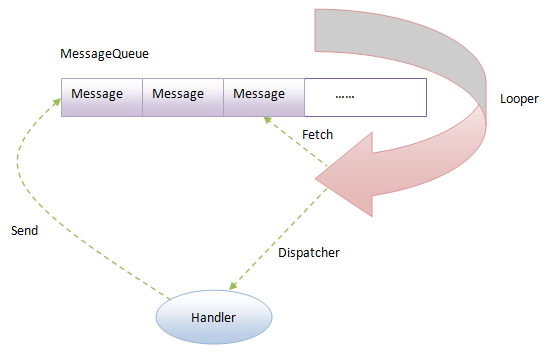 MessageQueue
Message Message Message ......
Looper
Fetch
Send
Dispatcher
Handler